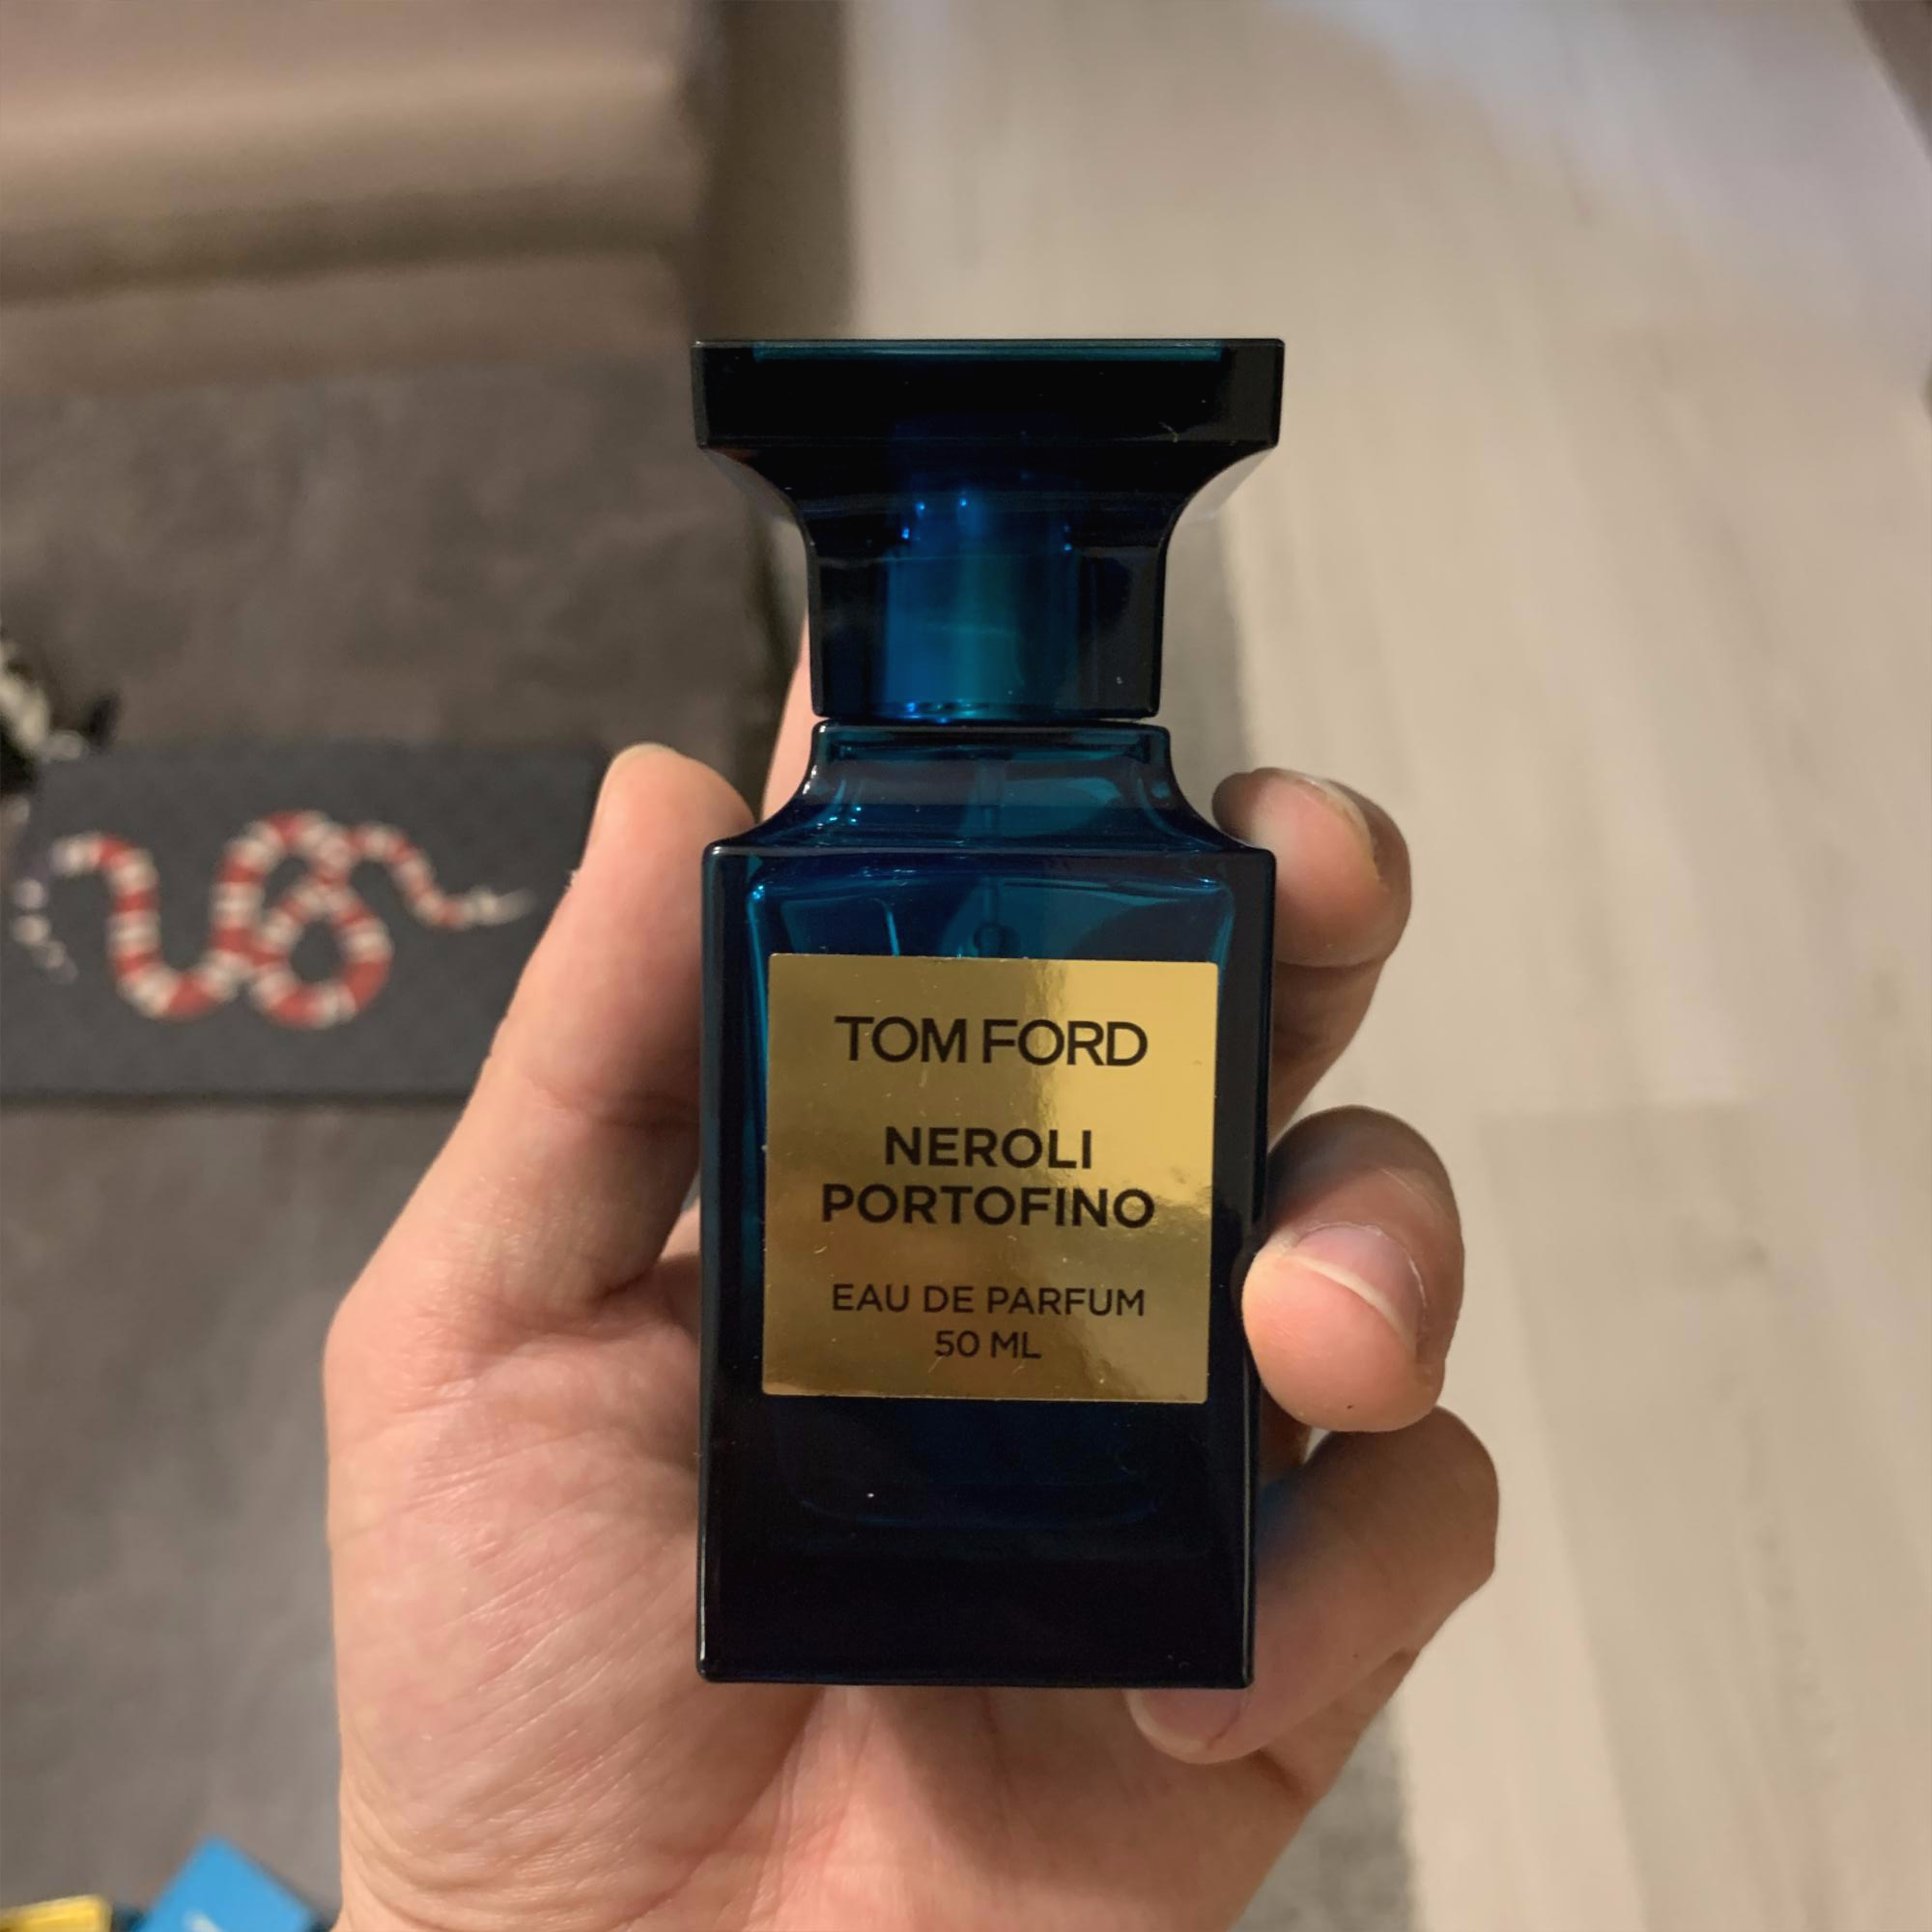 TOM FORD
NEROLI
PORTOFINO
EAU DE PARFUM
50 ML